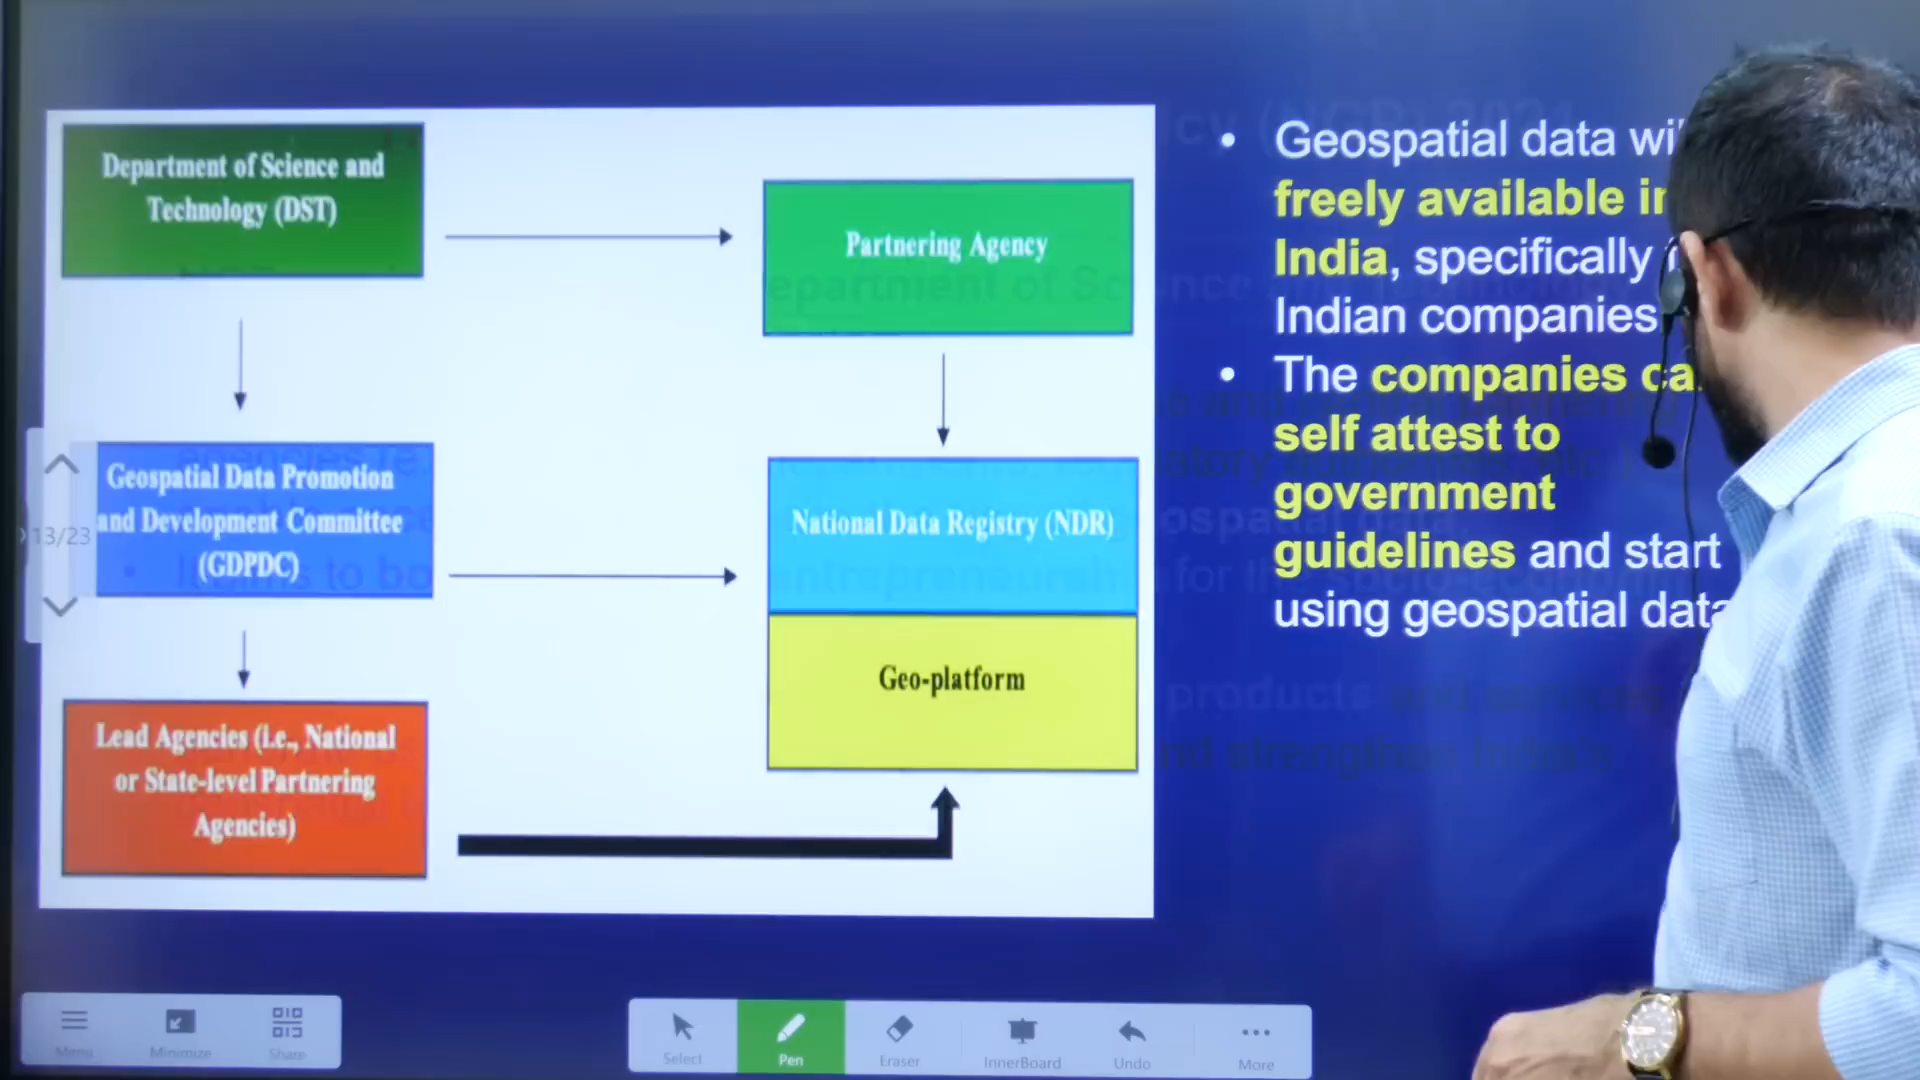 Department of Science and
Technology (DST)
Partnering Agency
Geospatial Data Promotion
and Development Committee
(GDPDC)
National Data Registry (NDR)
Geo-platform
Lead Agencies (i.e., National
or State-level Partnering
Agencies)
• Geospatial data
freely available
India, specifically
Indian companies
• The companies
self attest to
government
guidelines and start
using geospatial data
13/23
Menu
Minimize
Share
Select
Pen
Eraser
InnerBoard
Undo
More